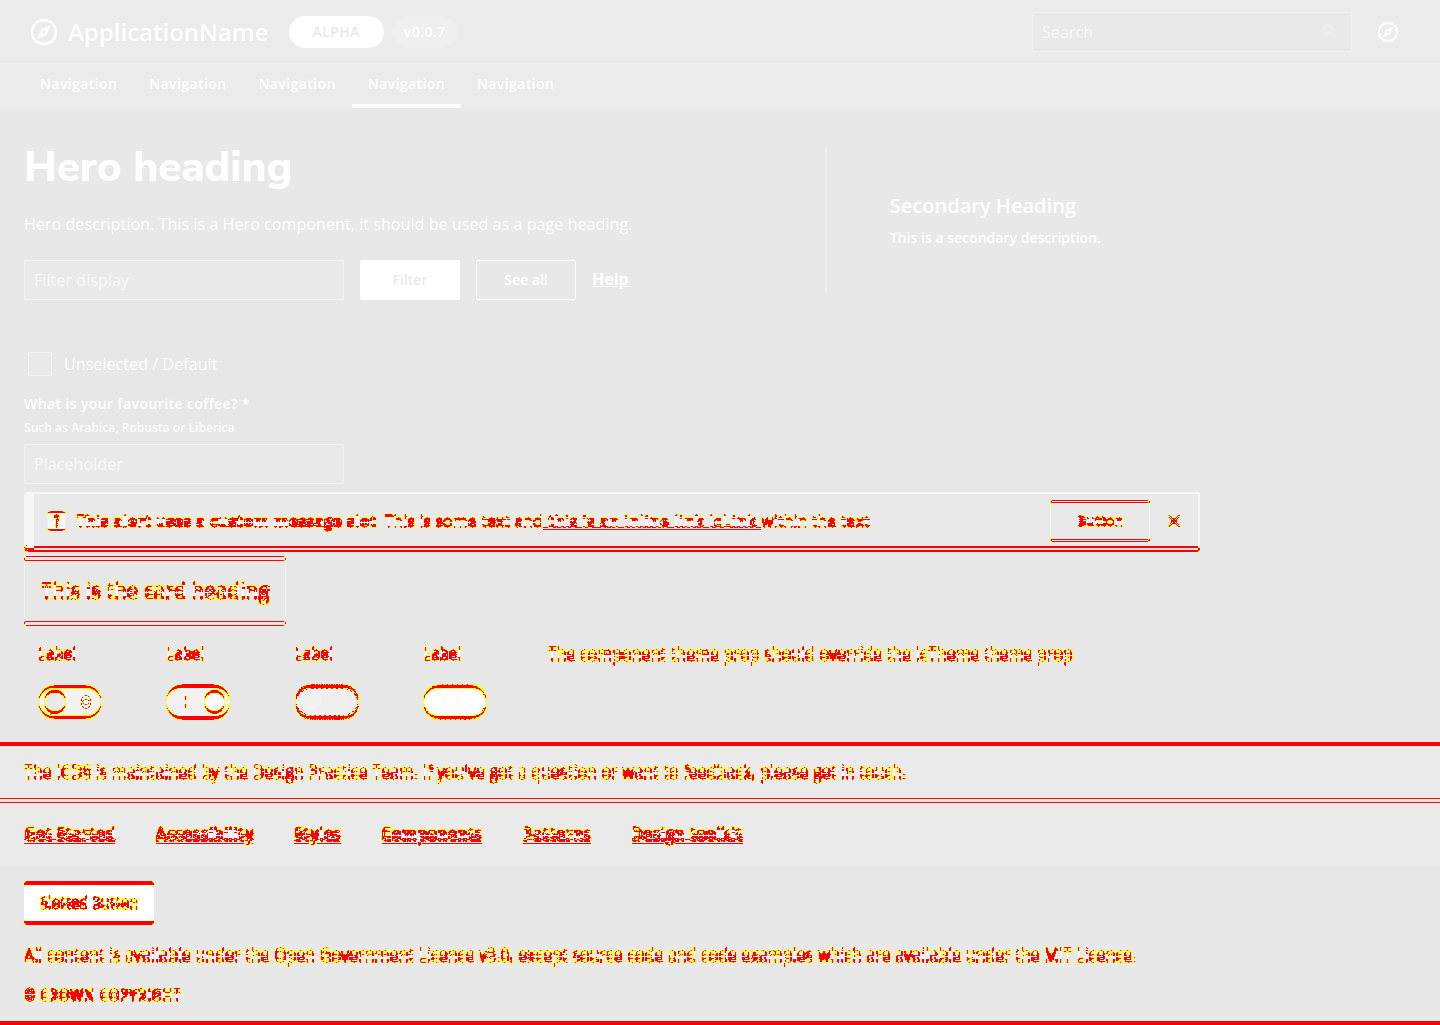 ApplicationName ALPHA v0.0.7 Search
Navigation Navigation Navigation Navigation Navigation
Hero heading
Hero description. This is a Hero component, it should be used as a page heading.
Secondary Heading
This is a secondary description.
Filter display Filter See all Help
Unselected / Default
What is your favourite coffee? *
Such as Arabica, Robusta or Liberica
Placeholder
This alert uses a custom message slot. This is some text and this is an inline link within the text Button
This is the card heading
Label Label Label Label The component theme prop should override the IcTheme theme prop
The ICDS is maintained by the Design Practice Team. If you've got a question or want to feedback, please get in touch.
Get Started Accessibility Styles Components Patterns Design toolkit
Slotted Button
All content is available under the Open Government Licence v3.0, except source code and code examples which are available under the MIT Licence.
© CROWN COPYRIGHT